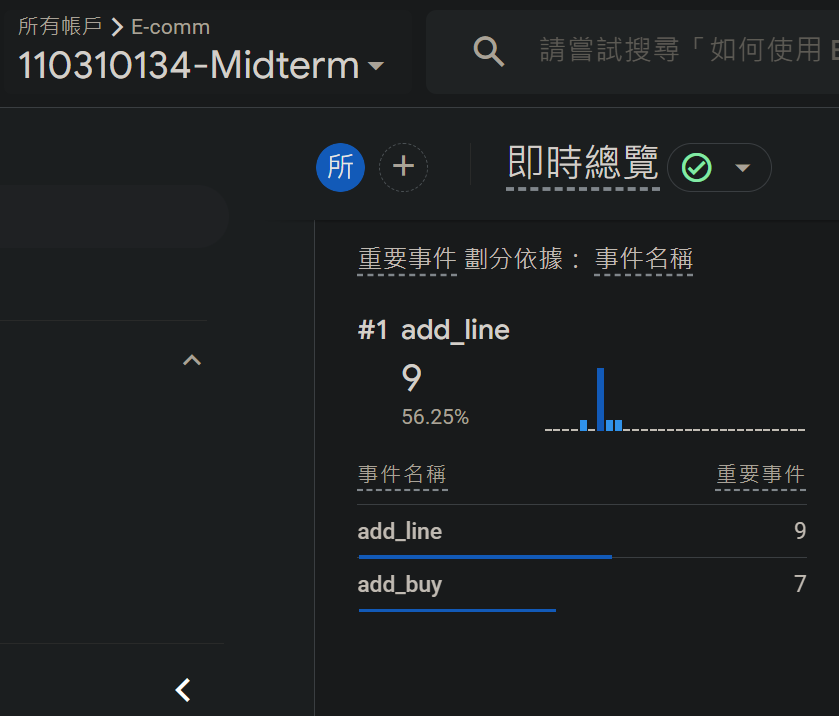 所有帳戶 > E-comm
110310134-Midterm
請嘗試搜尋「如何使用
所
即時總覽
重要事件 劃分依據： 事件名稱
#1 add_line
9
56.25%
事件名稱 重要事件
add_line 9
add_buy 7